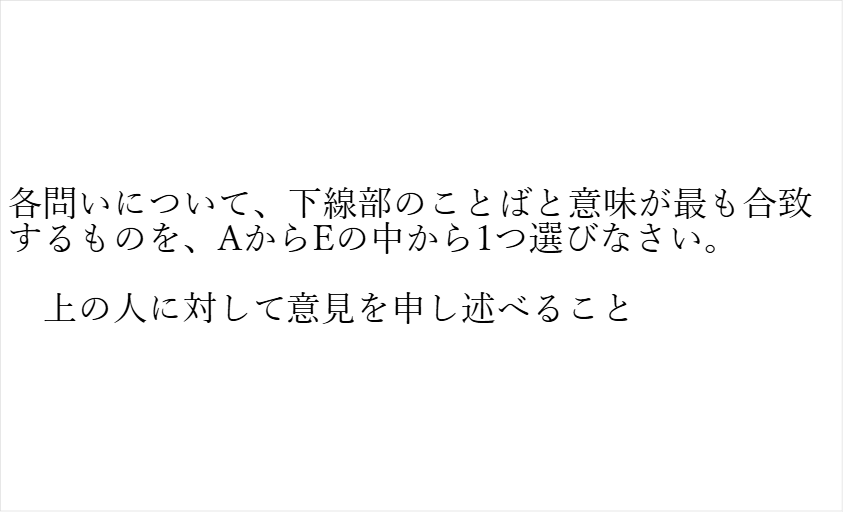 各問いについて、下線部のことばと意味が最も合致
するものを、AからEの中から1つ選びなさい。
上の人に対して意見を申し述べること